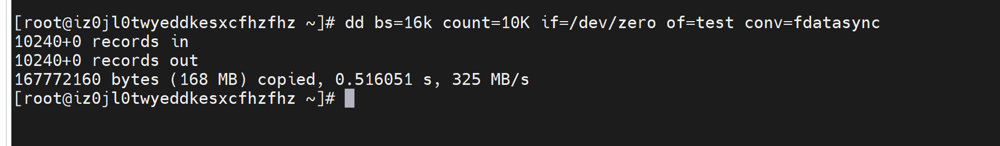 [root@iz0jl0twyeddkesxcfhzfhz ~]# dd bs=16k count=10K if=/dev/zero of=test conv=fdatasync
10240+0 records in
10240+0 records out
167772160 bytes (168 MB) copied, 0.516051 s, 325 MB/s
[root@iz0jl0twyeddkesxcfhzfhz ~]#